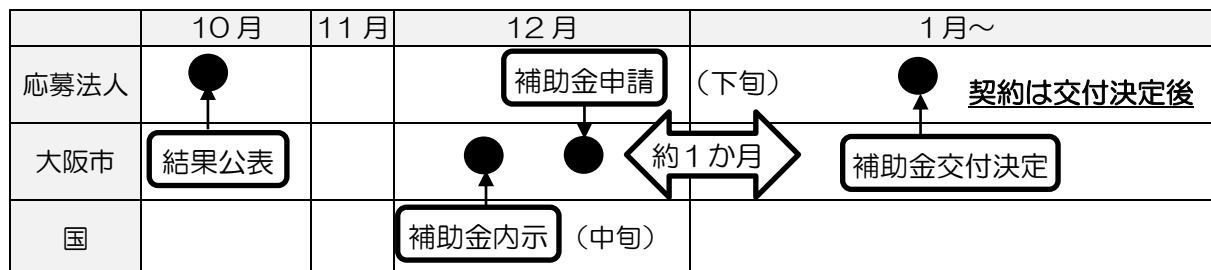 10月 11月 12月 1月～
応募法人 補助金申請 （下旬） 契約は交付決定後
大阪市 結果公表 約1か月 補助金交付決定
国 補助金内示 （中旬）